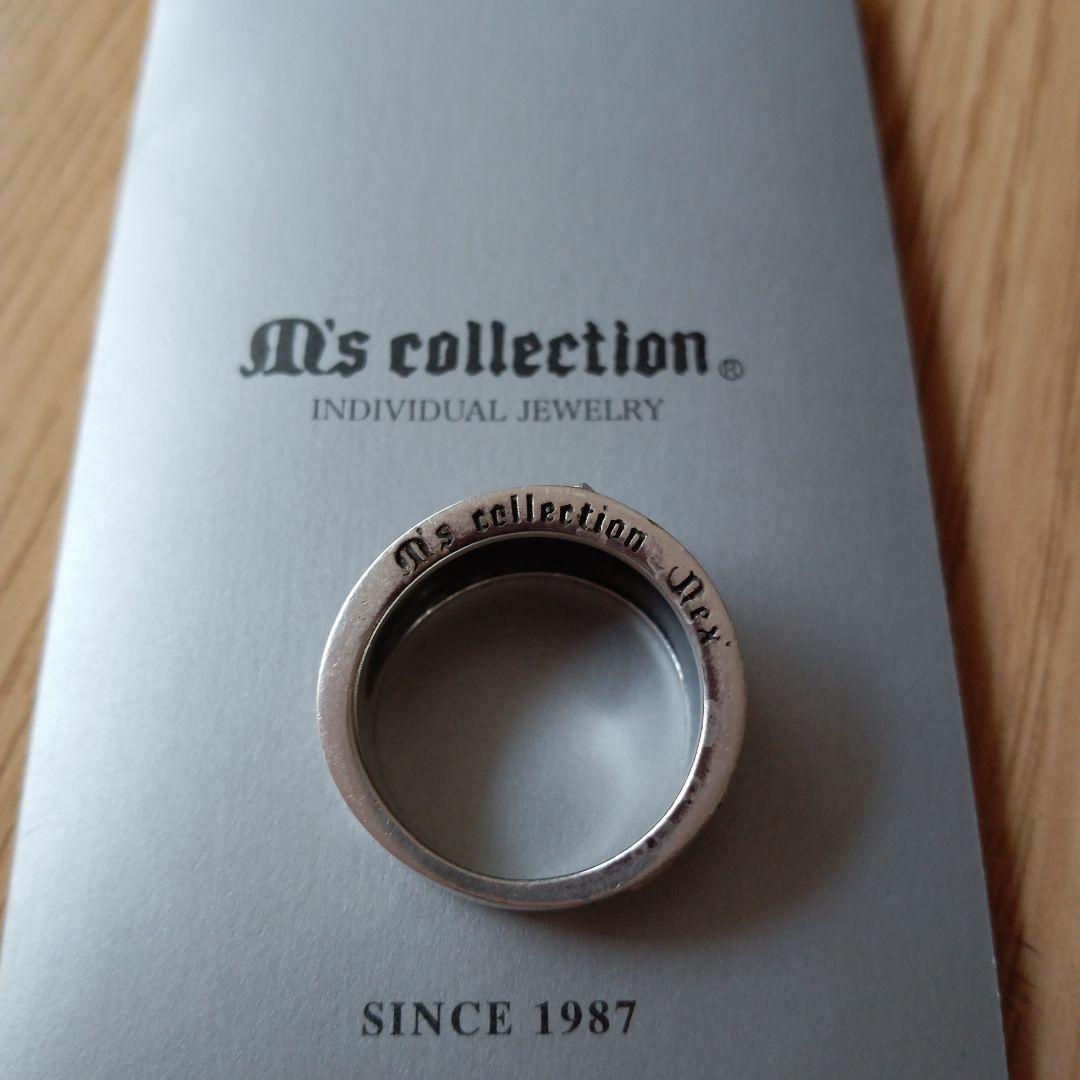 M's collection®
INDIVIDUAL JEWELRY
M's collection Nex
SINCE 1987